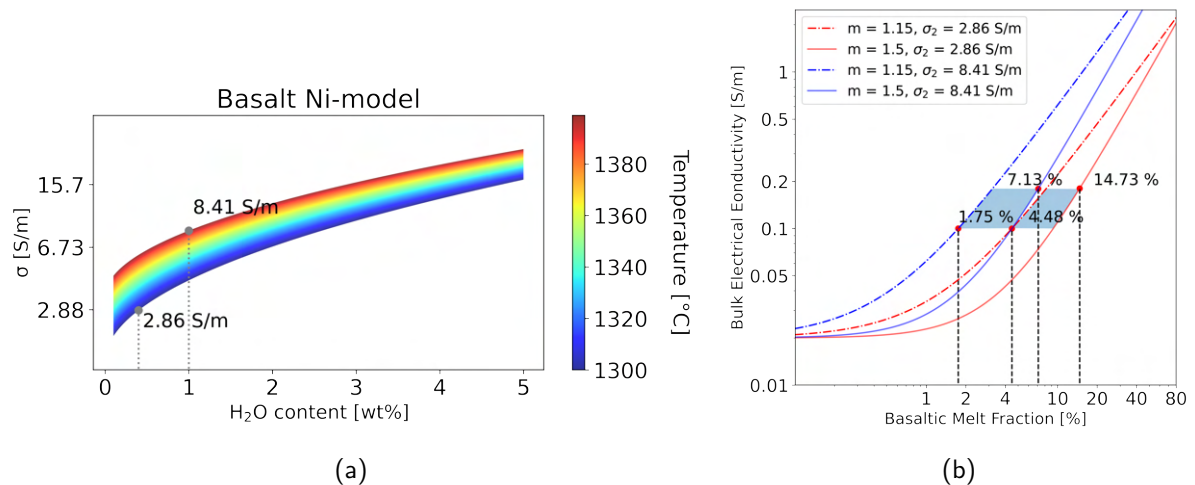 Basalt Ni-model
σ [S/m]
15.7
6.73
2.88
8.41 S/m
2.86 S/m
0
1
2
3
4
5
H₂O content [wt%]
1380
1360
1340
1320
1300
Temperature [°C]
(a)
m = 1.15, σ₂ = 2.86 S/m
m = 1.5, σ₂ = 2.86 S/m
m = 1.15, σ₂ = 8.41 S/m
m = 1.5, σ₂ = 8.41 S/m
Bulk Electrical Eonductivity [S/m]
1
0.5
0.2
0.1
0.05
0.01
7.13 %
14.73 %
1.75 %
4.48 %
1
2
4
10
20
40
80
Basaltic Melt Fraction [%]
(b)